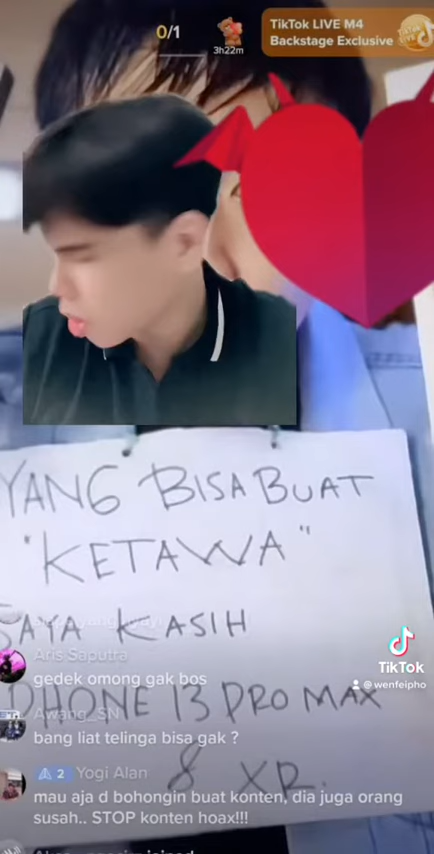 0/1
3h22m
TikTok LIVE M4
Backstage Exclusive
YANG BISA BUAT
"KETAWA"
SAYA KASIH
Aris Saputra
gedek omong gak bos
IPHONE 13 PRO MAX
TikTok
@wenfeipho
Awang_SN
bang liat telinga bisa gak ?
& XR.
2 Yogi Alan
mau aja d bohongin buat konten, dia juga orang
susah.. STOP konten hoax!!!